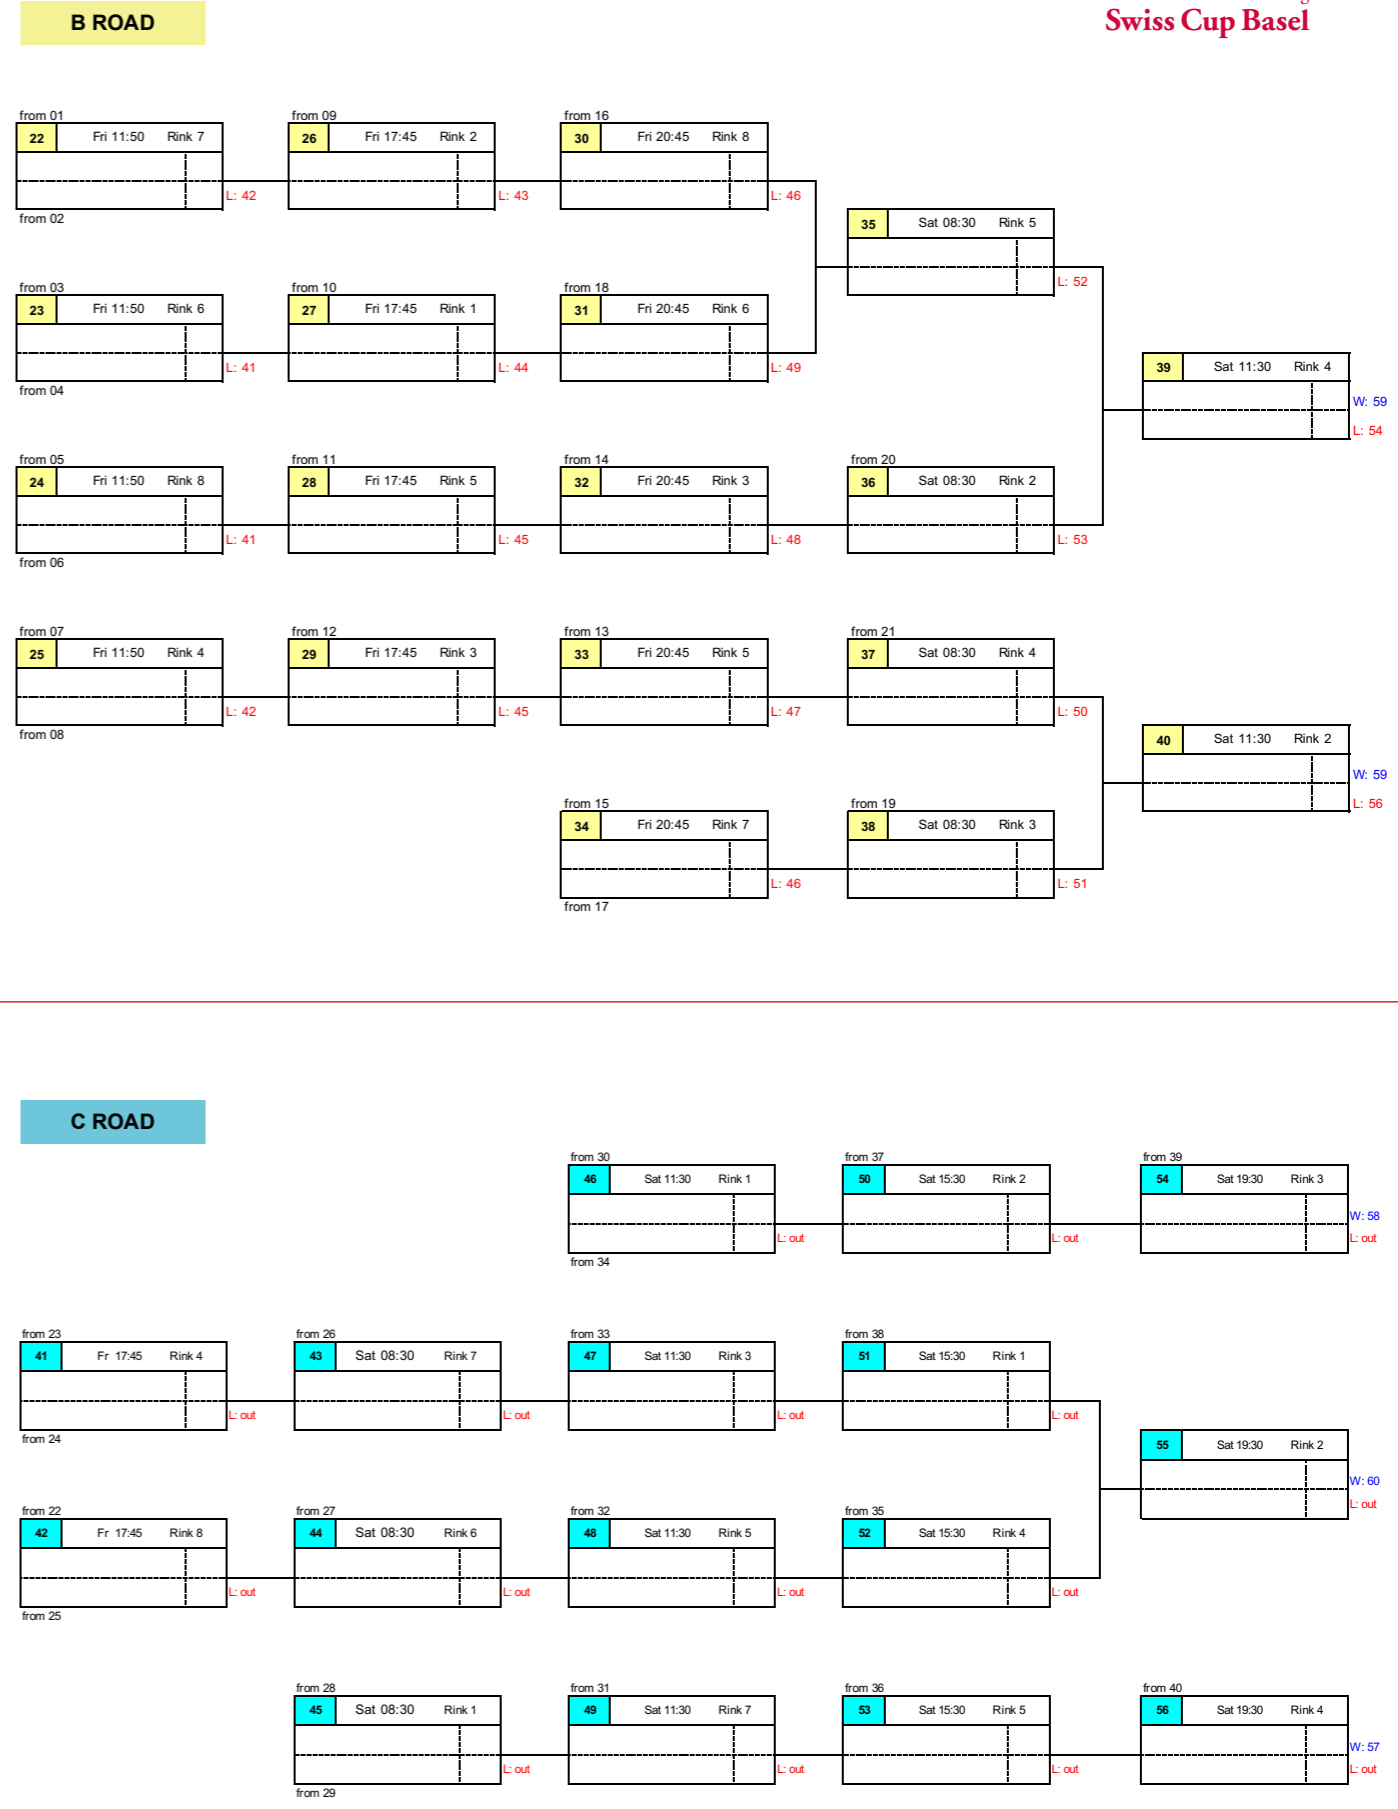 B ROAD
Swiss Cup Basel
from 01 from 09 from 16
22 Fri 11:50 Rink 7 26 Fri 17:45 Rink 2 30 Fri 20:45 Rink 8
L: 42 L: 43 L: 46
from 02
35 Sat 08:30 Rink 5
L: 52
from 03 from 10 from 18
23 Fri 11:50 Rink 6 27 Fri 17:45 Rink 1 31 Fri 20:45 Rink 6
L: 41 L: 44 L: 49
from 04
39 Sat 11:30 Rink 4
W: 59
L: 54
from 05 from 11 from 14 from 20
24 Fri 11:50 Rink 8 28 Fri 17:45 Rink 5 32 Fri 20:45 Rink 3 36 Sat 08:30 Rink 2
L: 41 L: 45 L: 48 L: 53
from 06
from 07 from 12 from 13 from 21
25 Fri 11:50 Rink 4 29 Fri 17:45 Rink 3 33 Fri 20:45 Rink 5 37 Sat 08:30 Rink 4
L: 42 L: 45 L: 47 L: 50
from 08
40 Sat 11:30 Rink 2
W: 59
L: 56
from 15 from 19
34 Fri 20:45 Rink 7 38 Sat 08:30 Rink 3
L: 46 L: 51
from 17
C ROAD
from 30 from 37 from 39
46 Sat 11:30 Rink 1 50 Sat 15:30 Rink 2 54 Sat 19:30 Rink 3
W: 58
L: out L: out L: out
from 34
from 23 from 26 from 33 from 38
41 Fr 17:45 Rink 4 43 Sat 08:30 Rink 7 47 Sat 11:30 Rink 3 51 Sat 15:30 Rink 1
L: out L: out L: out L: out
from 24
55 Sat 19:30 Rink 2
W: 60
L: out
from 22 from 27 from 32 from 35
42 Fr 17:45 Rink 8 44 Sat 08:30 Rink 6 48 Sat 11:30 Rink 5 52 Sat 15:30 Rink 4
L: out L: out L: out L: out
from 25
from 28 from 31 from 36 from 40
45 Sat 08:30 Rink 1 49 Sat 11:30 Rink 7 53 Sat 15:30 Rink 5 56 Sat 19:30 Rink 4
W: 57
L: out L: out L: out L: out
from 29